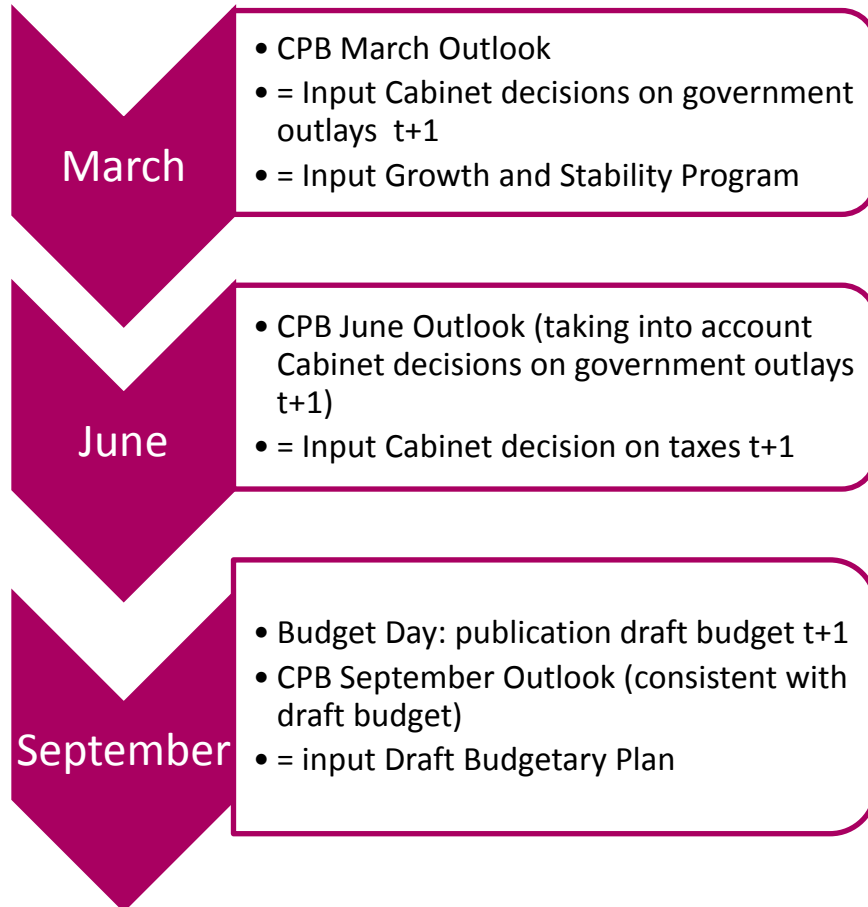 March
• CPB March Outlook
• = Input Cabinet decisions on government
outlays t+1
• = Input Growth and Stability Program
June
• CPB June Outlook (taking into account
Cabinet decisions on government outlays
t+1)
• = Input Cabinet decision on taxes t+1
September
• Budget Day: publication draft budget t+1
• CPB September Outlook (consistent with
draft budget)
• = input Draft Budgetary Plan